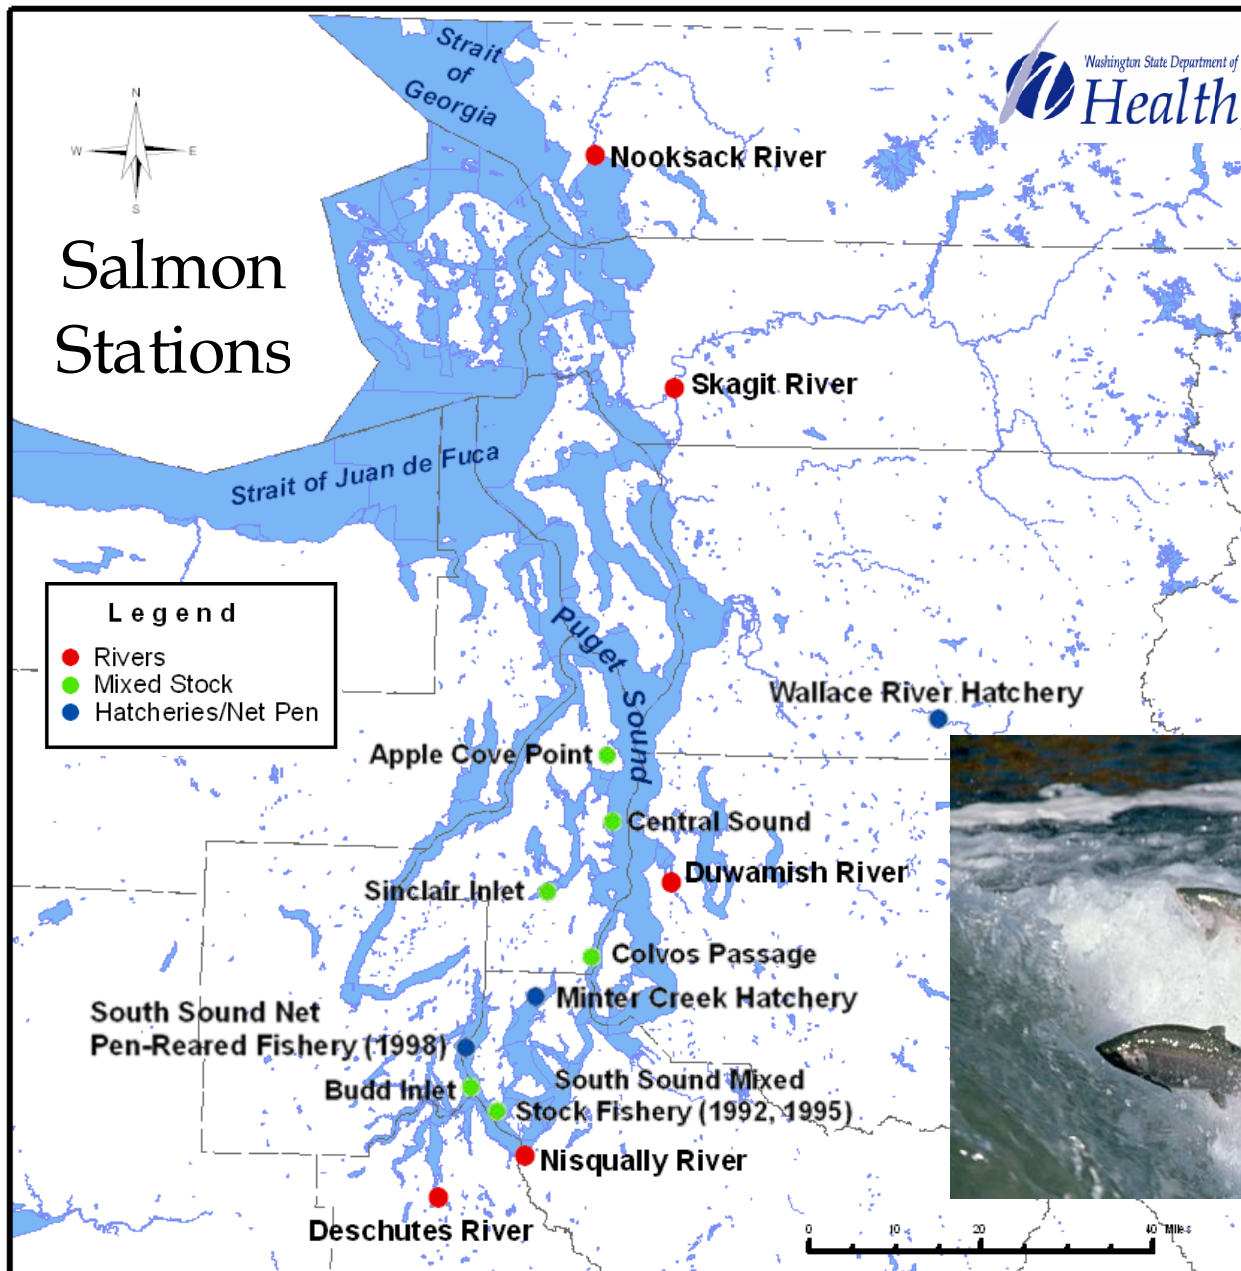 Strait
of
Georgia
Washington State Department of
Health
N
W
E
S
Nooksack River
Salmon
Stations
Skagit River
Strait of Juan de Fuca
Legend
Rivers
Mixed Stock
Hatcheries/Net Pen
Puget
Sound
Wallace River Hatchery
Apple Cove Point
Central Sound
Duwamish River
Sinclair Inlet
Colvos Passage
Minter Creek Hatchery
South Sound Net
Pen-Reared Fishery (1998)
Budd Inlet
South Sound Mixed
Stock Fishery (1992, 1995)
Nisqually River
Deschutes River
0 10 20 40 Miles